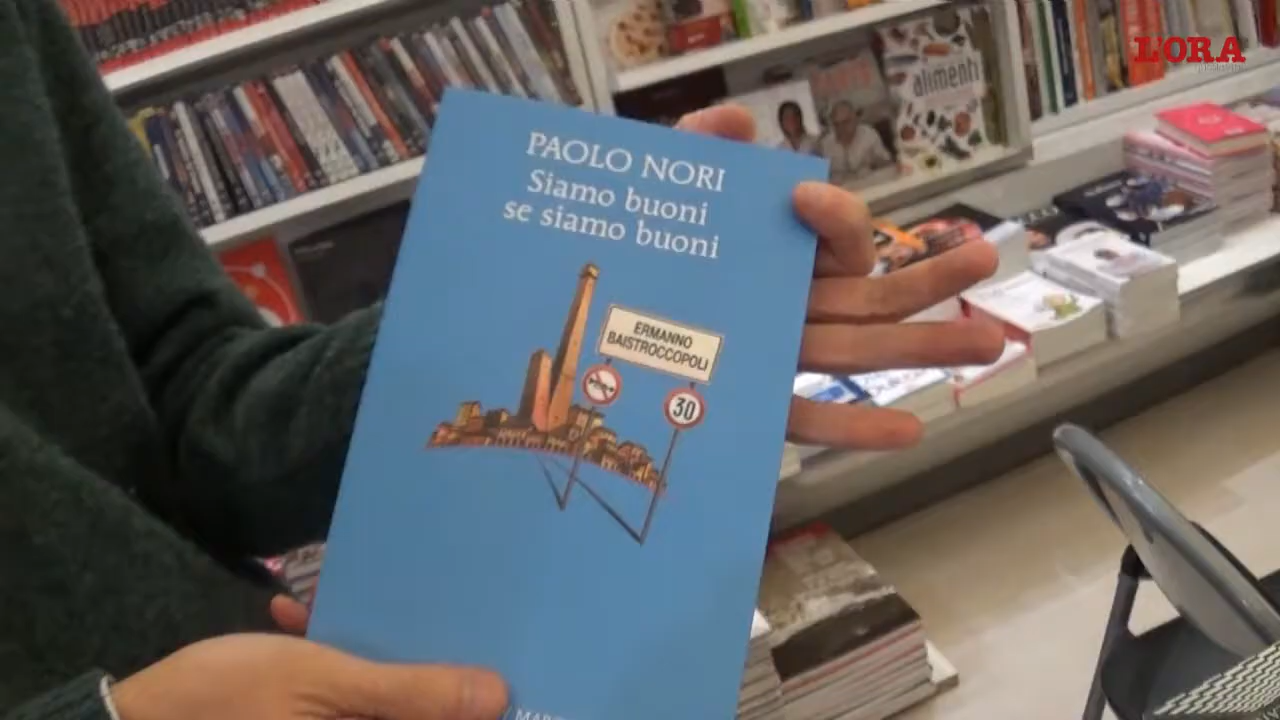 L'ORA
alimenti
PAOLO NORI
Siamo buoni
se siamo buoni
ERMANNO
BAISTROCCOPOLI
30